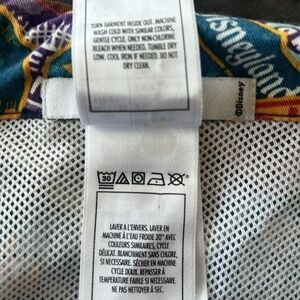 TURN GARMENT INSIDE OUT. MACHINE
WASH COLD WITH SIMILAR COLORS,
GENTLE CYCLE. ONLY NON-CHLORINE
BLEACH WHEN NEEDED. TUMBLE DRY
LOW. COOL IRON IF NEEDED. DO NOT
DRY CLEAN.
©Disney
30
LAVER À L'ENVERS. LAVER EN
MACHINE À L'EAU FROIDE 30° AVEC
COULEURS SIMILAIRES, CYCLE
DÉLICAT. BLANCHIMENT SANS CHLORE,
SI NECESSAIRE. SÉCHER EN MACHINE
CYCLE DOUX. REPASSER À
TEMPÉRATURE FAIBLE SI NÉCESSAIRE.
NE PAS NETTOYER À SEC.